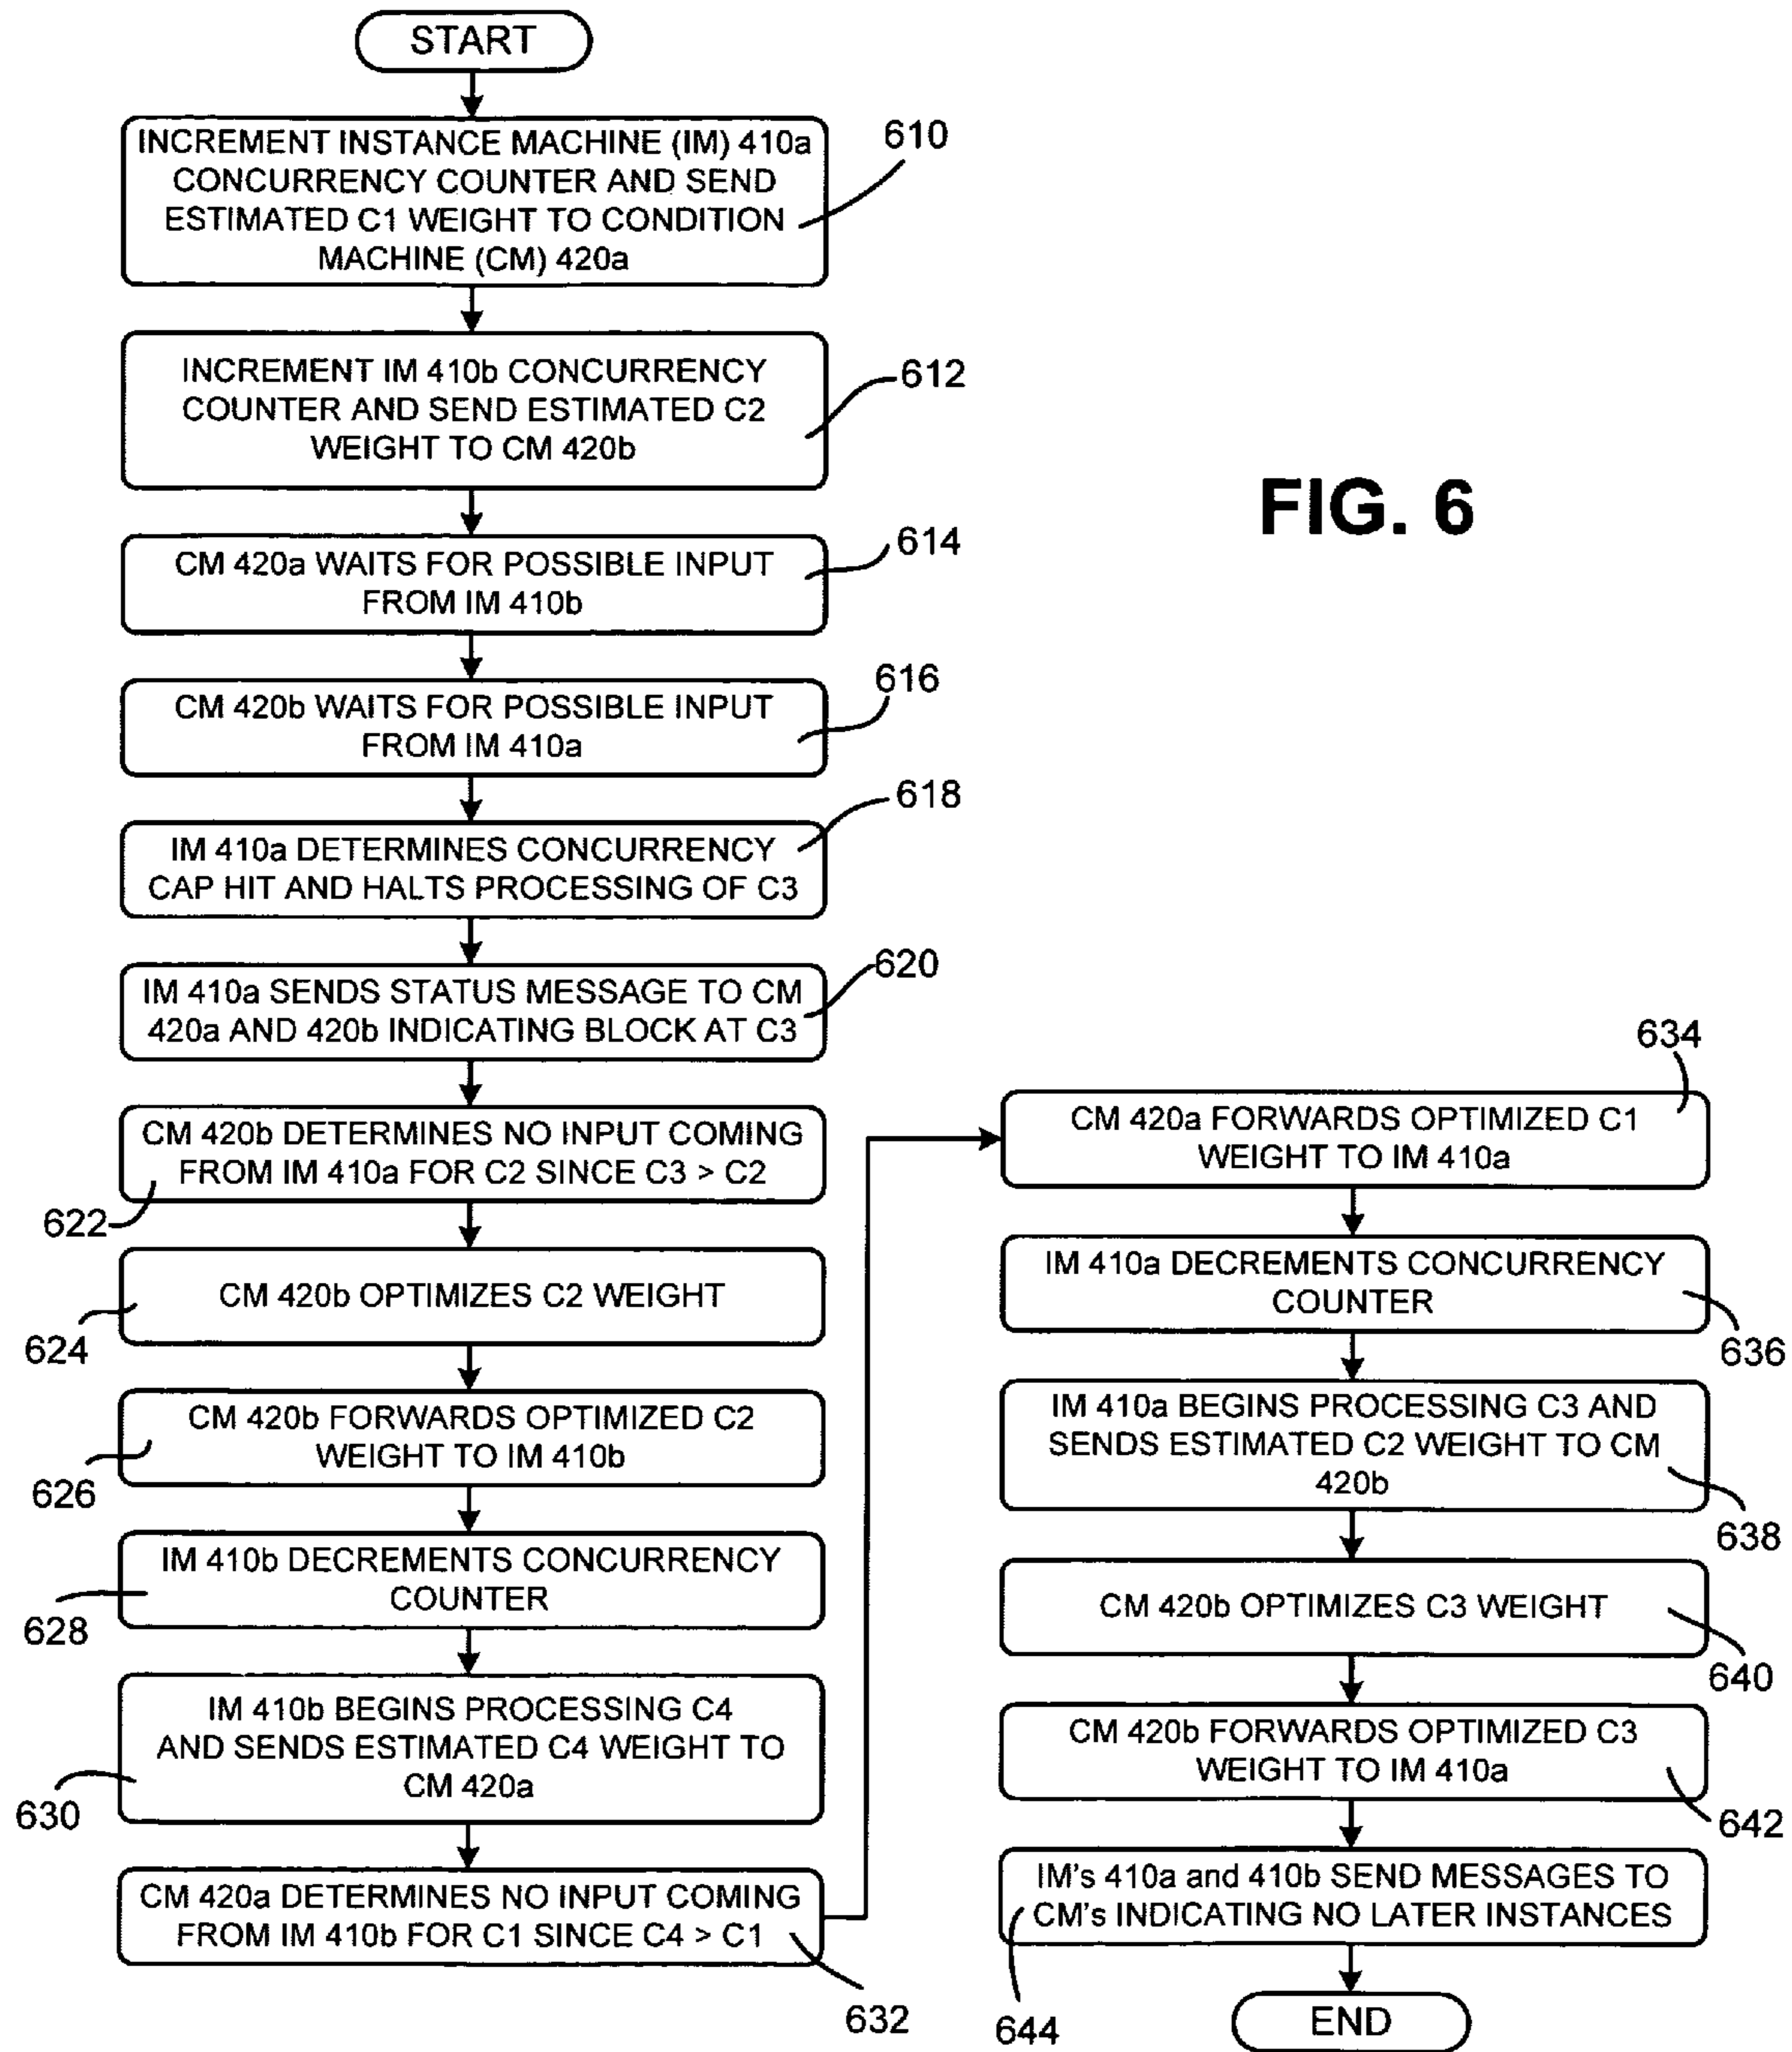 START
INCREMENT INSTANCE MACHINE (IM) 410a
CONCURRENCY COUNTER AND SEND
ESTIMATED C1 WEIGHT TO CONDITION
MACHINE (CM) 420a
610
INCREMENT IM 410b CONCURRENCY
COUNTER AND SEND ESTIMATED C2
WEIGHT TO CM 420b
612
FIG. 6
CM 420a WAITS FOR POSSIBLE INPUT
FROM IM 410b
614
CM 420b WAITS FOR POSSIBLE INPUT
FROM IM 410a
616
IM 410a DETERMINES CONCURRENCY
CAP HIT AND HALTS PROCESSING OF C3
618
IM 410a SENDS STATUS MESSAGE TO CM
420a AND 420b INDICATING BLOCK AT C3
620
CM 420b DETERMINES NO INPUT COMING
FROM IM 410a FOR C2 SINCE C3 > C2
622
CM 420b OPTIMIZES C2 WEIGHT
624
CM 420b FORWARDS OPTIMIZED C2
WEIGHT TO IM 410b
626
IM 410b DECREMENTS CONCURRENCY
COUNTER
628
IM 410b BEGINS PROCESSING C4
AND SENDS ESTIMATED C4 WEIGHT TO
CM 420a
630
CM 420a DETERMINES NO INPUT COMING
FROM IM 410b FOR C1 SINCE C4 > C1
632
634
CM 420a FORWARDS OPTIMIZED C1
WEIGHT TO IM 410a
IM 410a DECREMENTS CONCURRENCY
COUNTER
636
IM 410a BEGINS PROCESSING C3 AND
SENDS ESTIMATED C2 WEIGHT TO CM
420b
638
CM 420b OPTIMIZES C3 WEIGHT
640
CM 420b FORWARDS OPTIMIZED C3
WEIGHT TO IM 410a
642
IM's 410a and 410b SEND MESSAGES TO
CM's INDICATING NO LATER INSTANCES
644
END